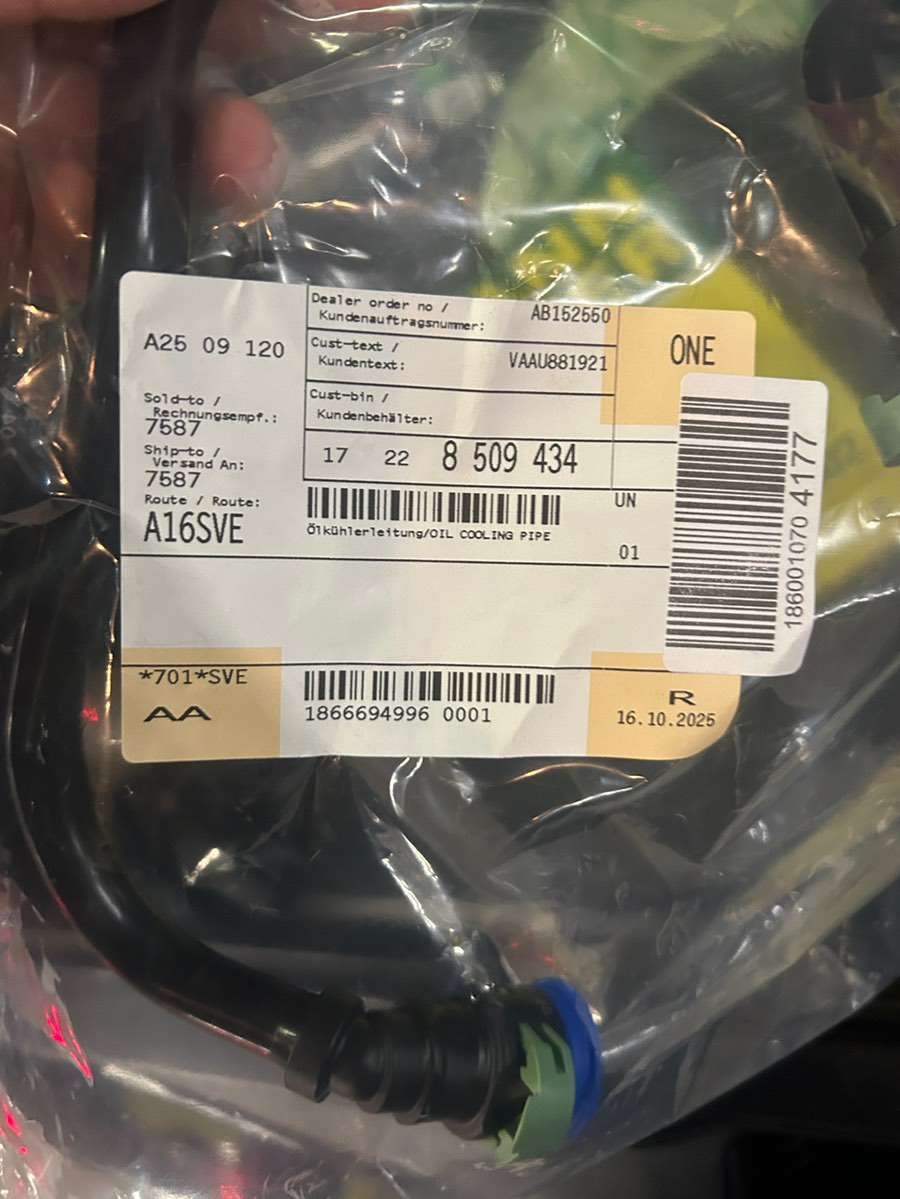 A25 09 120
Sold-to /
Rechnungsempf.:
7587
Ship-to /
Versand An:
7587
Route / Route:
A16SVE
Dealer order no /
Kundenauftragsnummer:
AB152550
Cust-text /
Kundentext:
VAAU881921
Cust-bin /
Kundenbehälter:
17 22 8 509 434
Ölkühlerleitung/OIL COOLING PIPE
ONE
UN
01
186001070 4177
*701*SVE
AA
1866694996 0001
R
16.10.2025